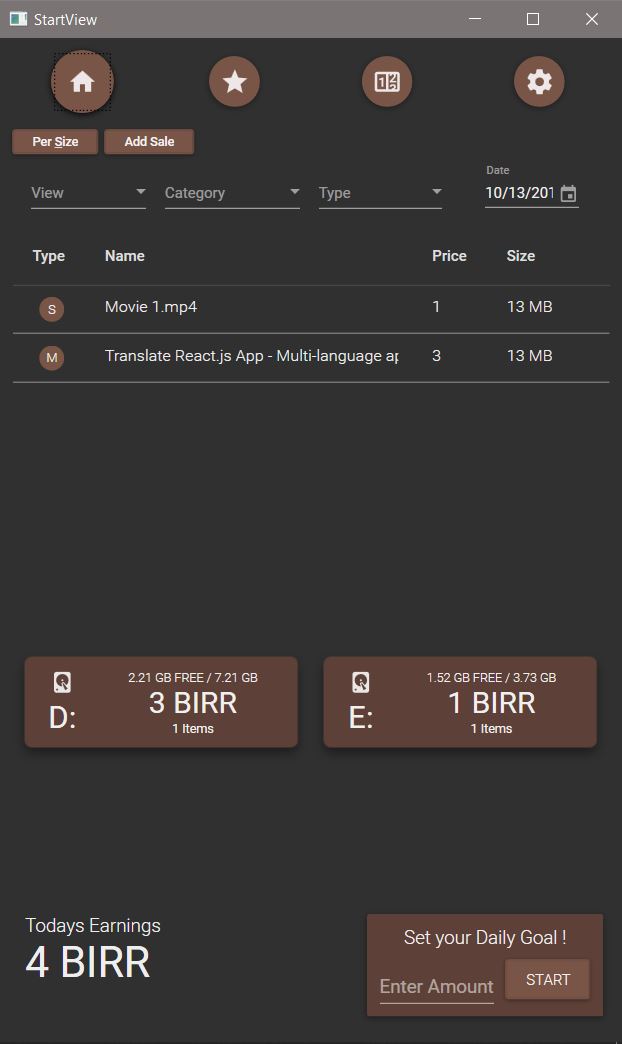 StartView
Per Size Add Sale
Date
View Category Type 10/13/201
Type Name Price Size
S Movie 1.mp4 1 13 MB
M Translate React.js App - Multi-language ap 3 13 MB
2.21 GB FREE / 7.21 GB
D: 3 BIRR
1 Items
1.52 GB FREE / 3.73 GB
E: 1 BIRR
1 Items
Todays Earnings
4 BIRR
Set your Daily Goal !
Enter Amount START